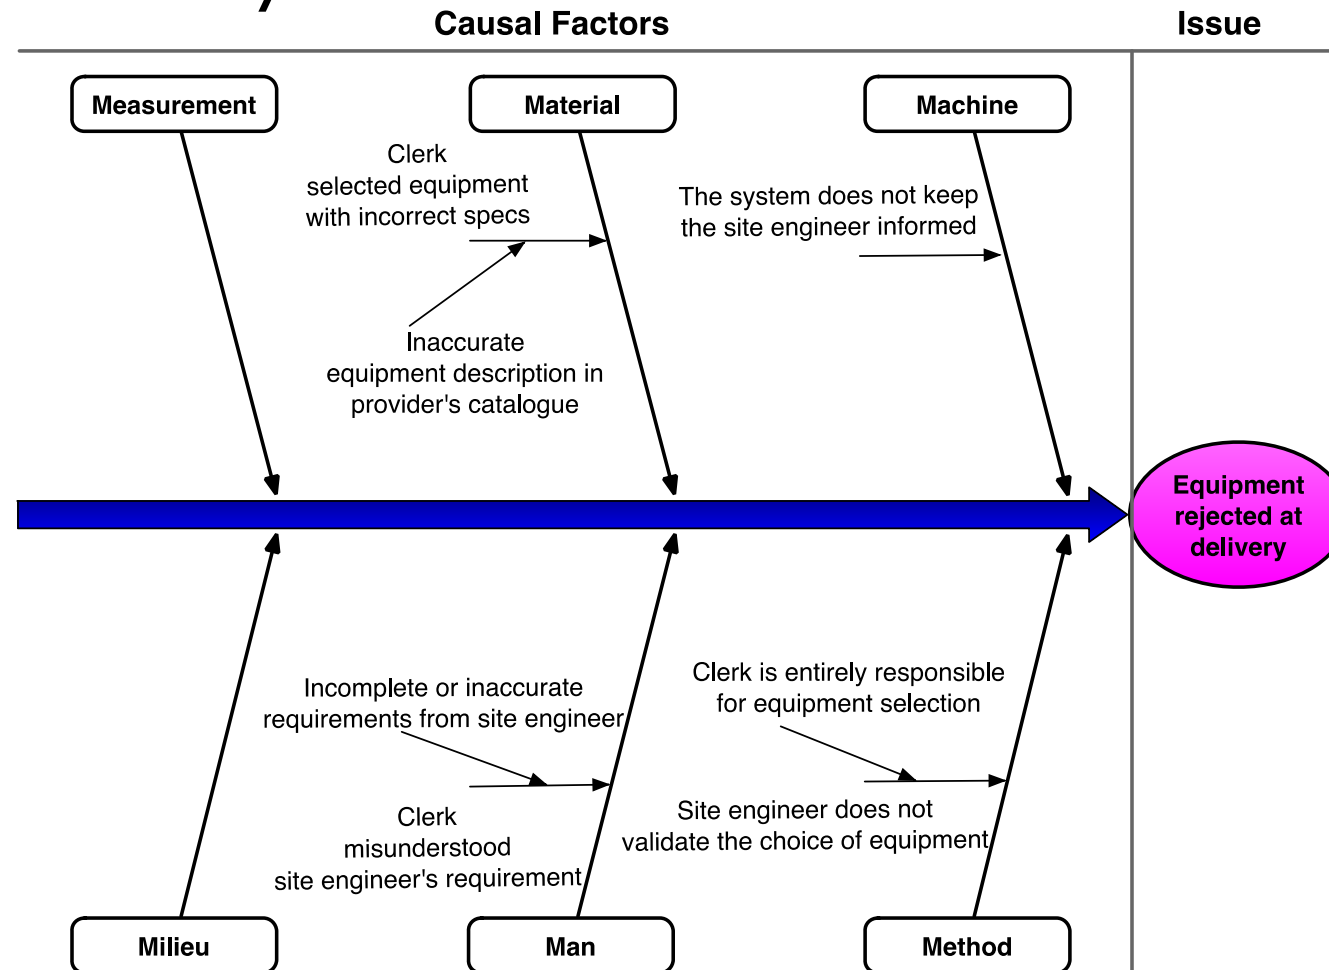 Causal Factors
Issue
Measurement
Material
Machine
Clerk
selected equipment
with incorrect specs
The system does not keep
the site engineer informed
Inaccurate
equipment description in
provider's catalogue
Equipment
rejected at
delivery
Incomplete or inaccurate
requirements from site engineer
Clerk is entirely responsible
for equipment selection
Clerk
misunderstood
site engineer's requirement
Site engineer does not
validate the choice of equipment
Milieu
Man
Method